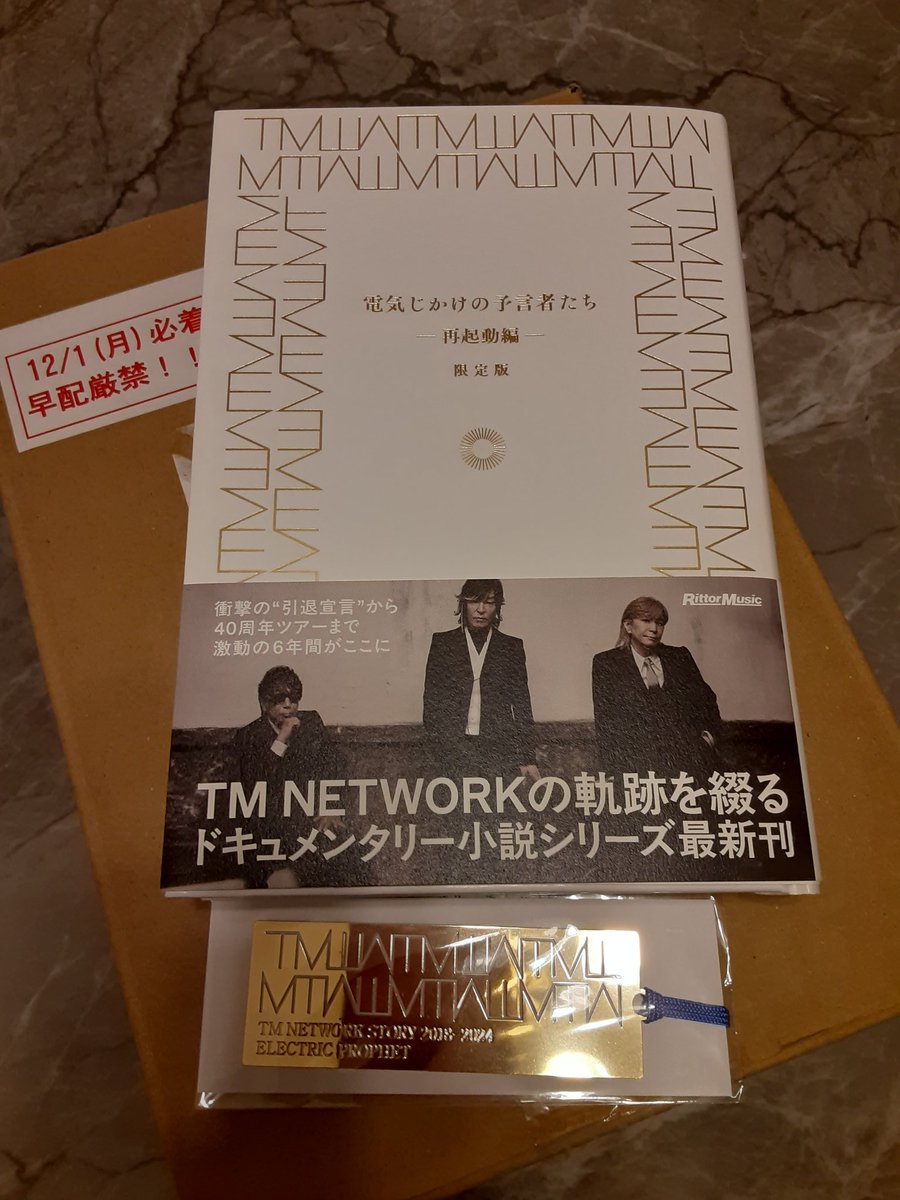 12/1(月)必着
早配厳禁!!
電気じかけの予言者たち
―再起動編―
限定版
RittorMusic
衝撃の“引退宣言”から
40周年ツアーまで
激動の6年間がここに
TM NETWORKの軌跡を綴る
ドキュメンタリー小説シリーズ最新刊
TM NETWORK STORY 2018-2024
ELECTRIC PROPHET